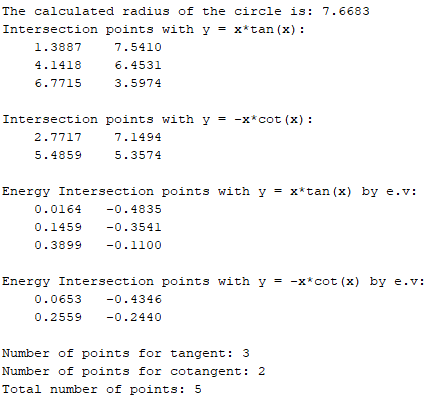 The calculated radius of the circle is: 7.6683
Intersection points with y = x*tan(x):
1.3887 7.5410
4.1418 6.4531
6.7715 3.5974
Intersection points with y = -x*cot(x):
2.7717 7.1494
5.4859 5.3574
Energy Intersection points with y = x*tan(x) by e.v:
0.0164 -0.4835
0.1459 -0.3541
0.3899 -0.1100
Energy Intersection points with y = -x*cot(x) by e.v:
0.0653 -0.4346
0.2559 -0.2440
Number of points for tangent: 3
Number of points for cotangent: 2
Total number of points: 5